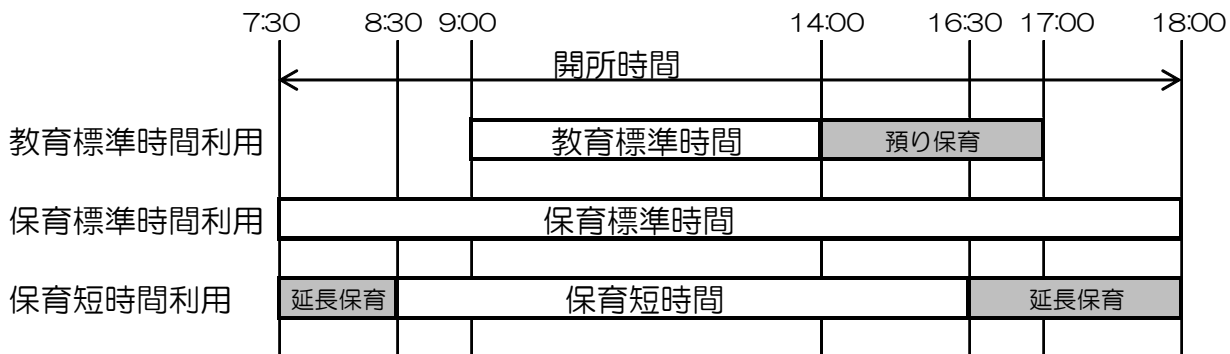 7:30 8:30 9:00 14:00 16:30 17:00 18:00
開所時間
教育標準時間利用 教育標準時間 預り保育
保育標準時間利用 保育標準時間
保育短時間利用 延長保育 保育短時間 延長保育